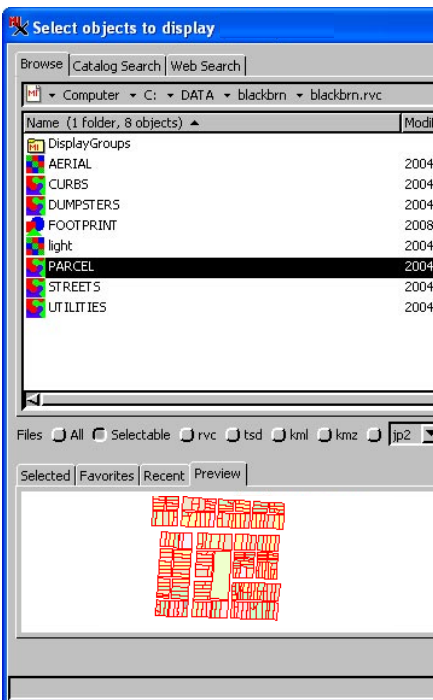 Select objects to display
Browse Catalog Search Web Search
Computer C: DATA blackbrn blackbrn.rvc
Name (1 folder, 8 objects)
DisplayGroups
AERIAL 2004
CURBS 2004
DUMPSTERS 2004
FOOTPRINT 2008
light 2004
PARCEL 2004
STREETS 2004
UTILITIES 2004
Files All Selectable rvc tsd kml kmz jp2
Selected Favorites Recent Preview